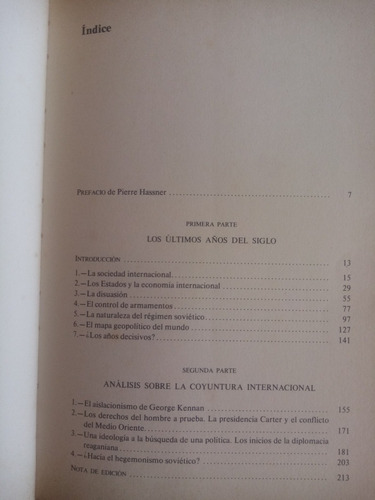 Índice
PREFACIO de Pierre Hassner ........ 7
PRIMERA PARTE
LOS ÚLTIMOS AÑOS DEL SIGLO
INTRODUCCIÓN ........ 13
1.—La sociedad internacional ........ 15
2.—Los Estados y la economía internacional ........ 29
3.—La disuasión ........ 55
4.—El control de armamentos ........ 77
5.—La naturaleza del régimen soviético ........ 97
6.—El mapa geopolítico del mundo ........ 127
7.—¿Los años decisivos? ........ 141
SEGUNDA PARTE
ANÁLISIS SOBRE LA COYUNTURA INTERNACIONAL
1.—El aislacionismo de George Kennan ........ 155
2.—Los derechos del hombre a prueba. La presidencia Carter y el conflicto
del Medio Oriente ........ 171
3.—Una ideología a la búsqueda de una política. Los inicios de la diplomacia
reaganiana ........ 181
4.—¿Hacia el hegemonismo soviético? ........ 203
NOTA DE EDICIÓN ........ 213